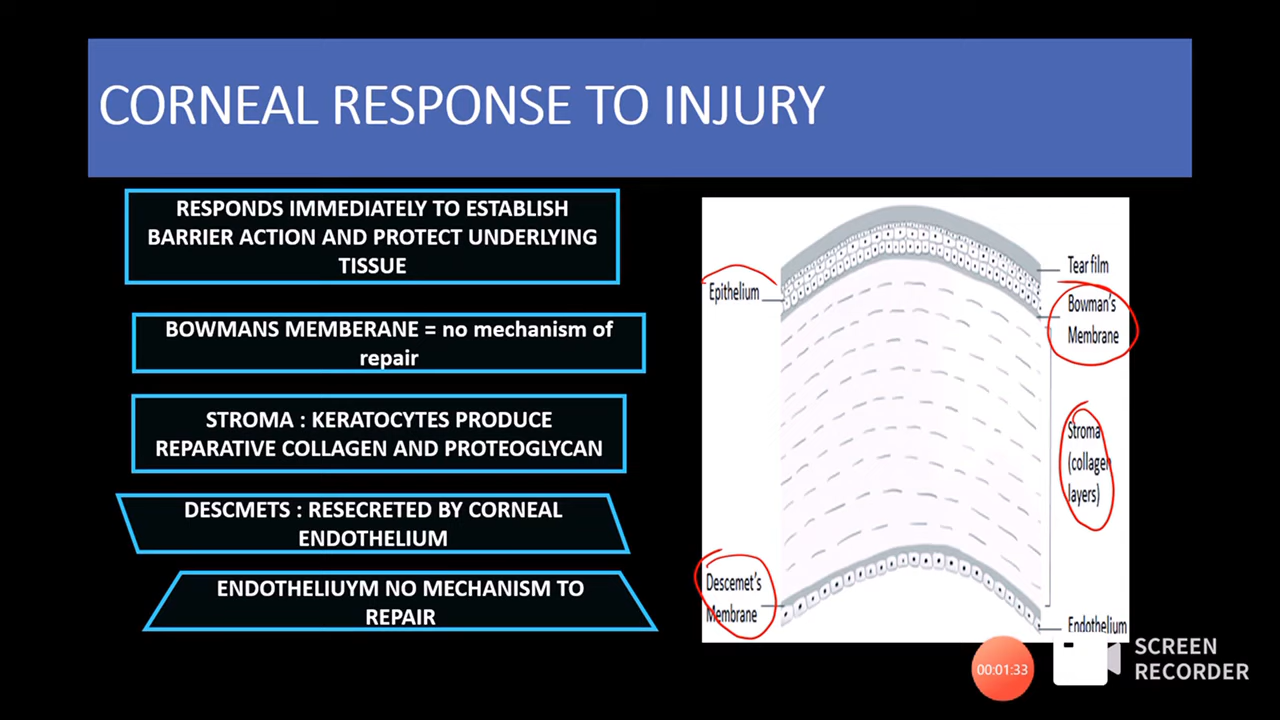 CORNEAL RESPONSE TO INJURY
RESPONDS IMMEDIATELY TO ESTABLISH
BARRIER ACTION AND PROTECT UNDERLYING
TISSUE
BOWMANS MEMBERANE = no mechanism of
repair
STROMA : KERATOCYTES PRODUCE
REPARATIVE COLLAGEN AND PROTEOGLYCAN
DESCMETS : RESECRETED BY CORNEAL
ENDOTHELIUM
ENDOTHELIUYM NO MECHANISM TO
REPAIR
Epithelium
Tear film
Bowman's
Membrane
Stroma
(collagen
layers)
Descemet's
Membrane
Endothelium
00:01:33
SCREEN
RECORDER